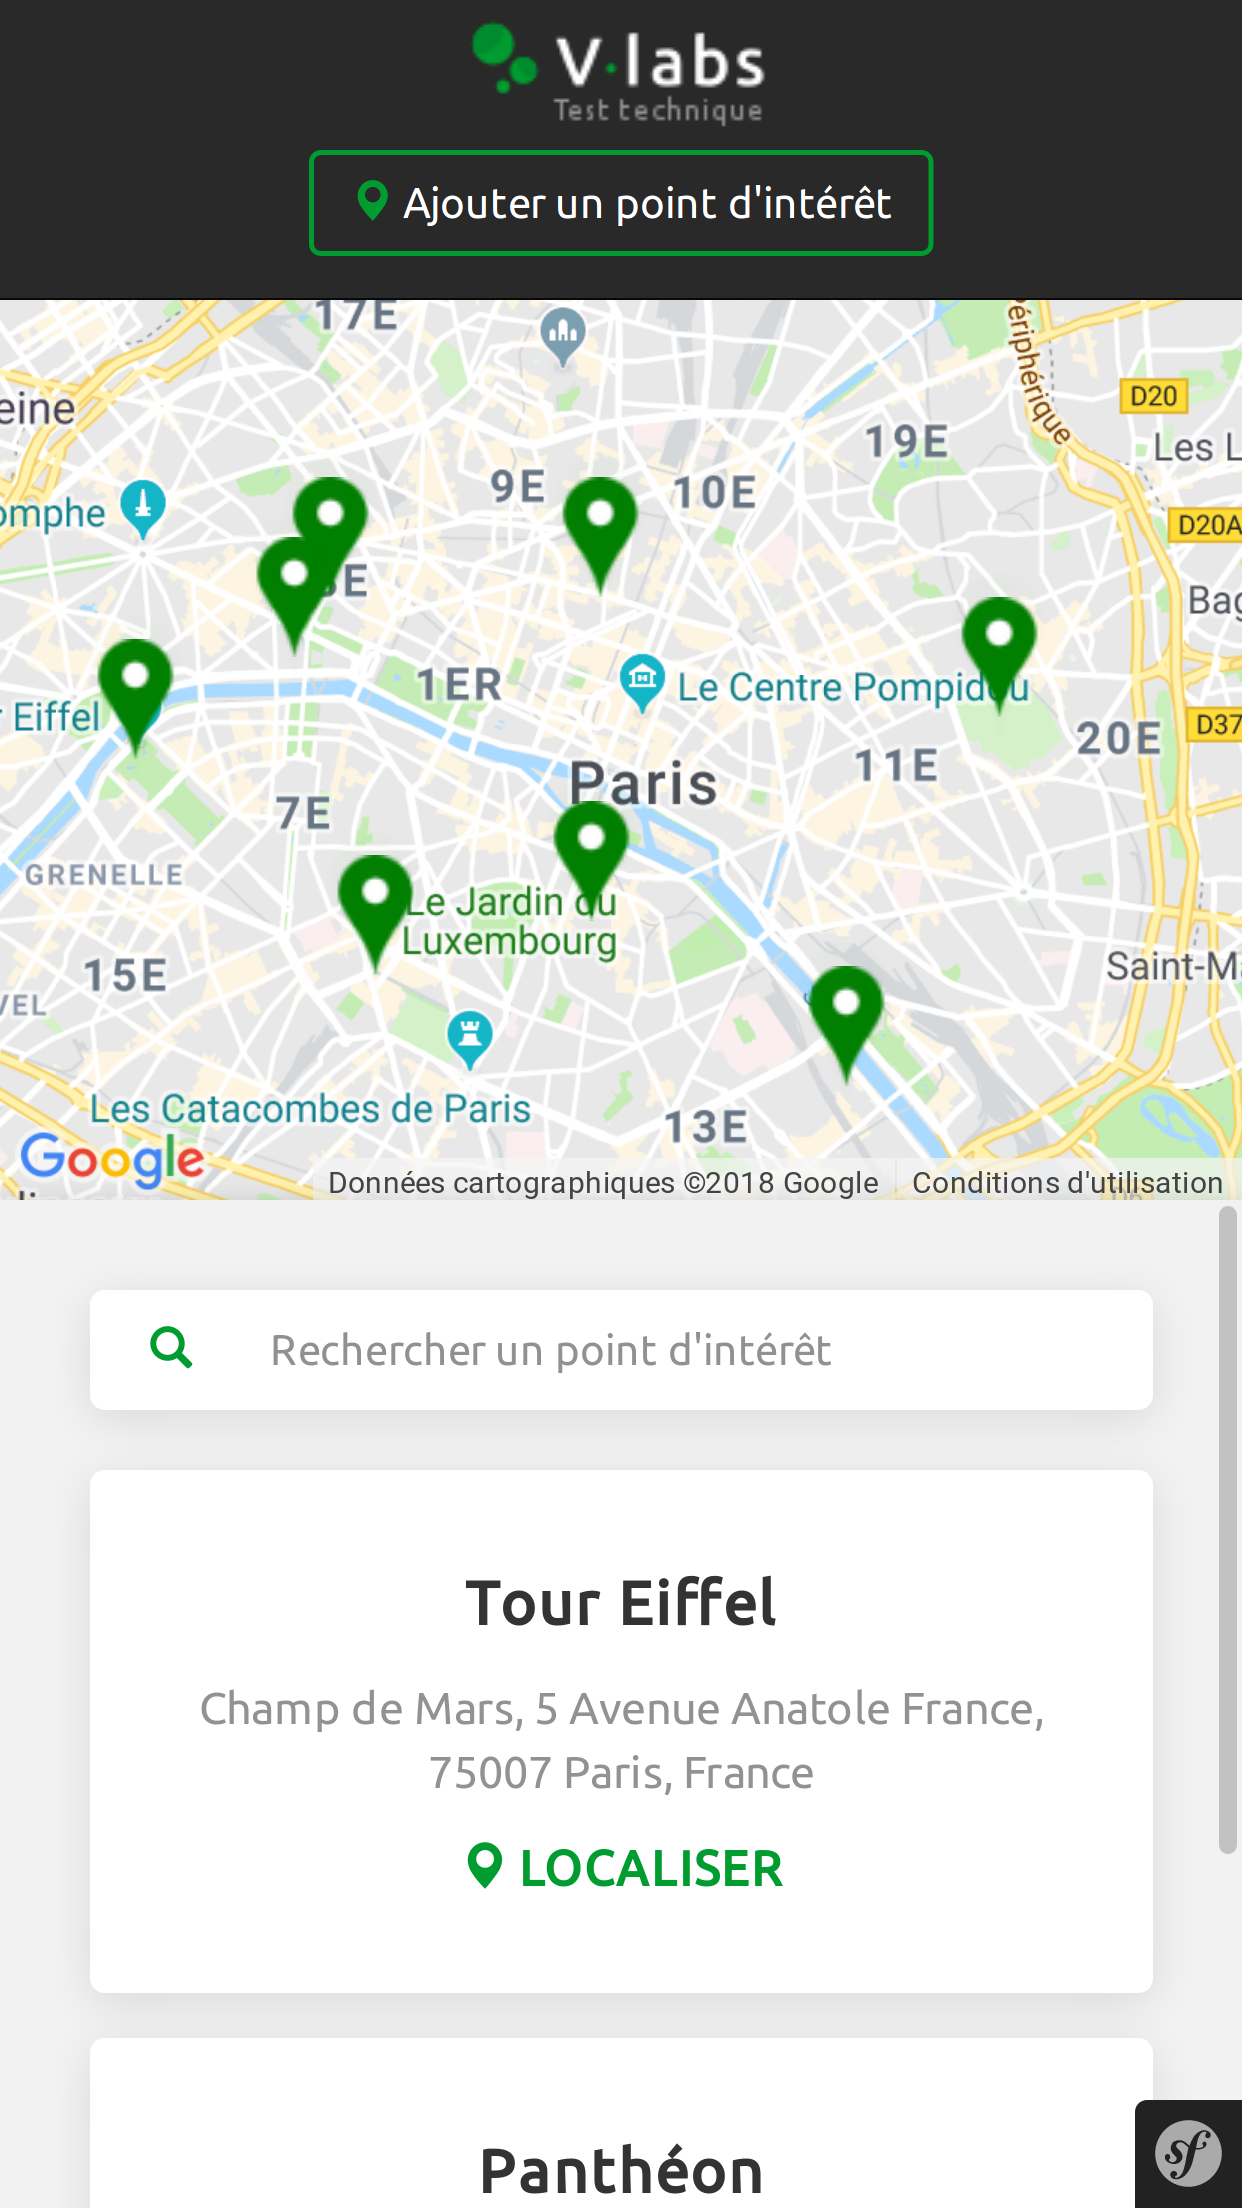 V·labs
Test technique
Ajouter un point d'intérêt
17E
Périphérique
D20
eine
19E
Les L
9E
10E
omphe
D20A
E
Bag
1ER
Le Centre Pompidou
r Eiffel
20E
D37
11E
Paris
7E
GRENELLE
Le Jardin du
Luxembourg
15E
Saint-M
VEL
Les Catacombes de Paris
13E
Google
Données cartographiques ©2018 Google
Conditions d'utilisation
Rechercher un point d'intérêt
Tour Eiffel
Champ de Mars, 5 Avenue Anatole France,
75007 Paris, France
LOCALISER
Panthéon
sf